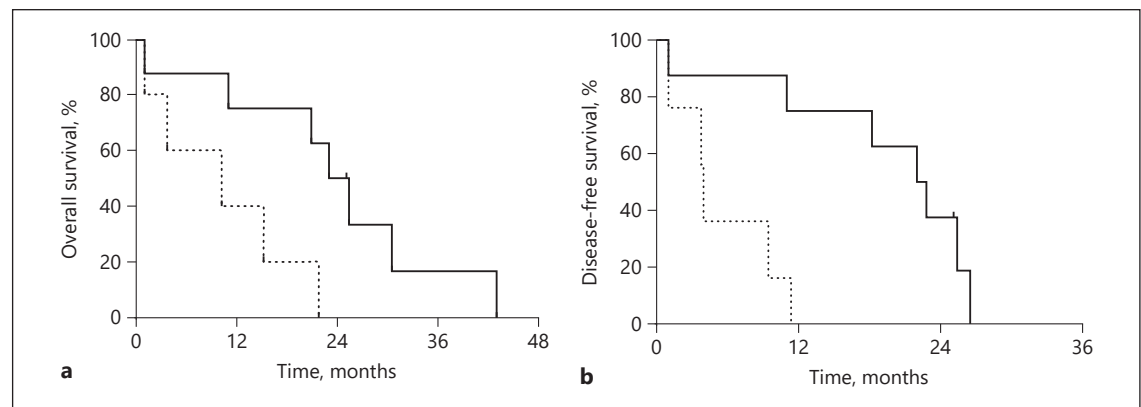 100
80
60
40
20
0
Overall survival, %
0 12 24 36 48
Time, months
a
100
80
60
40
20
0
Disease-free survival, %
0 12 24 36
Time, months
b